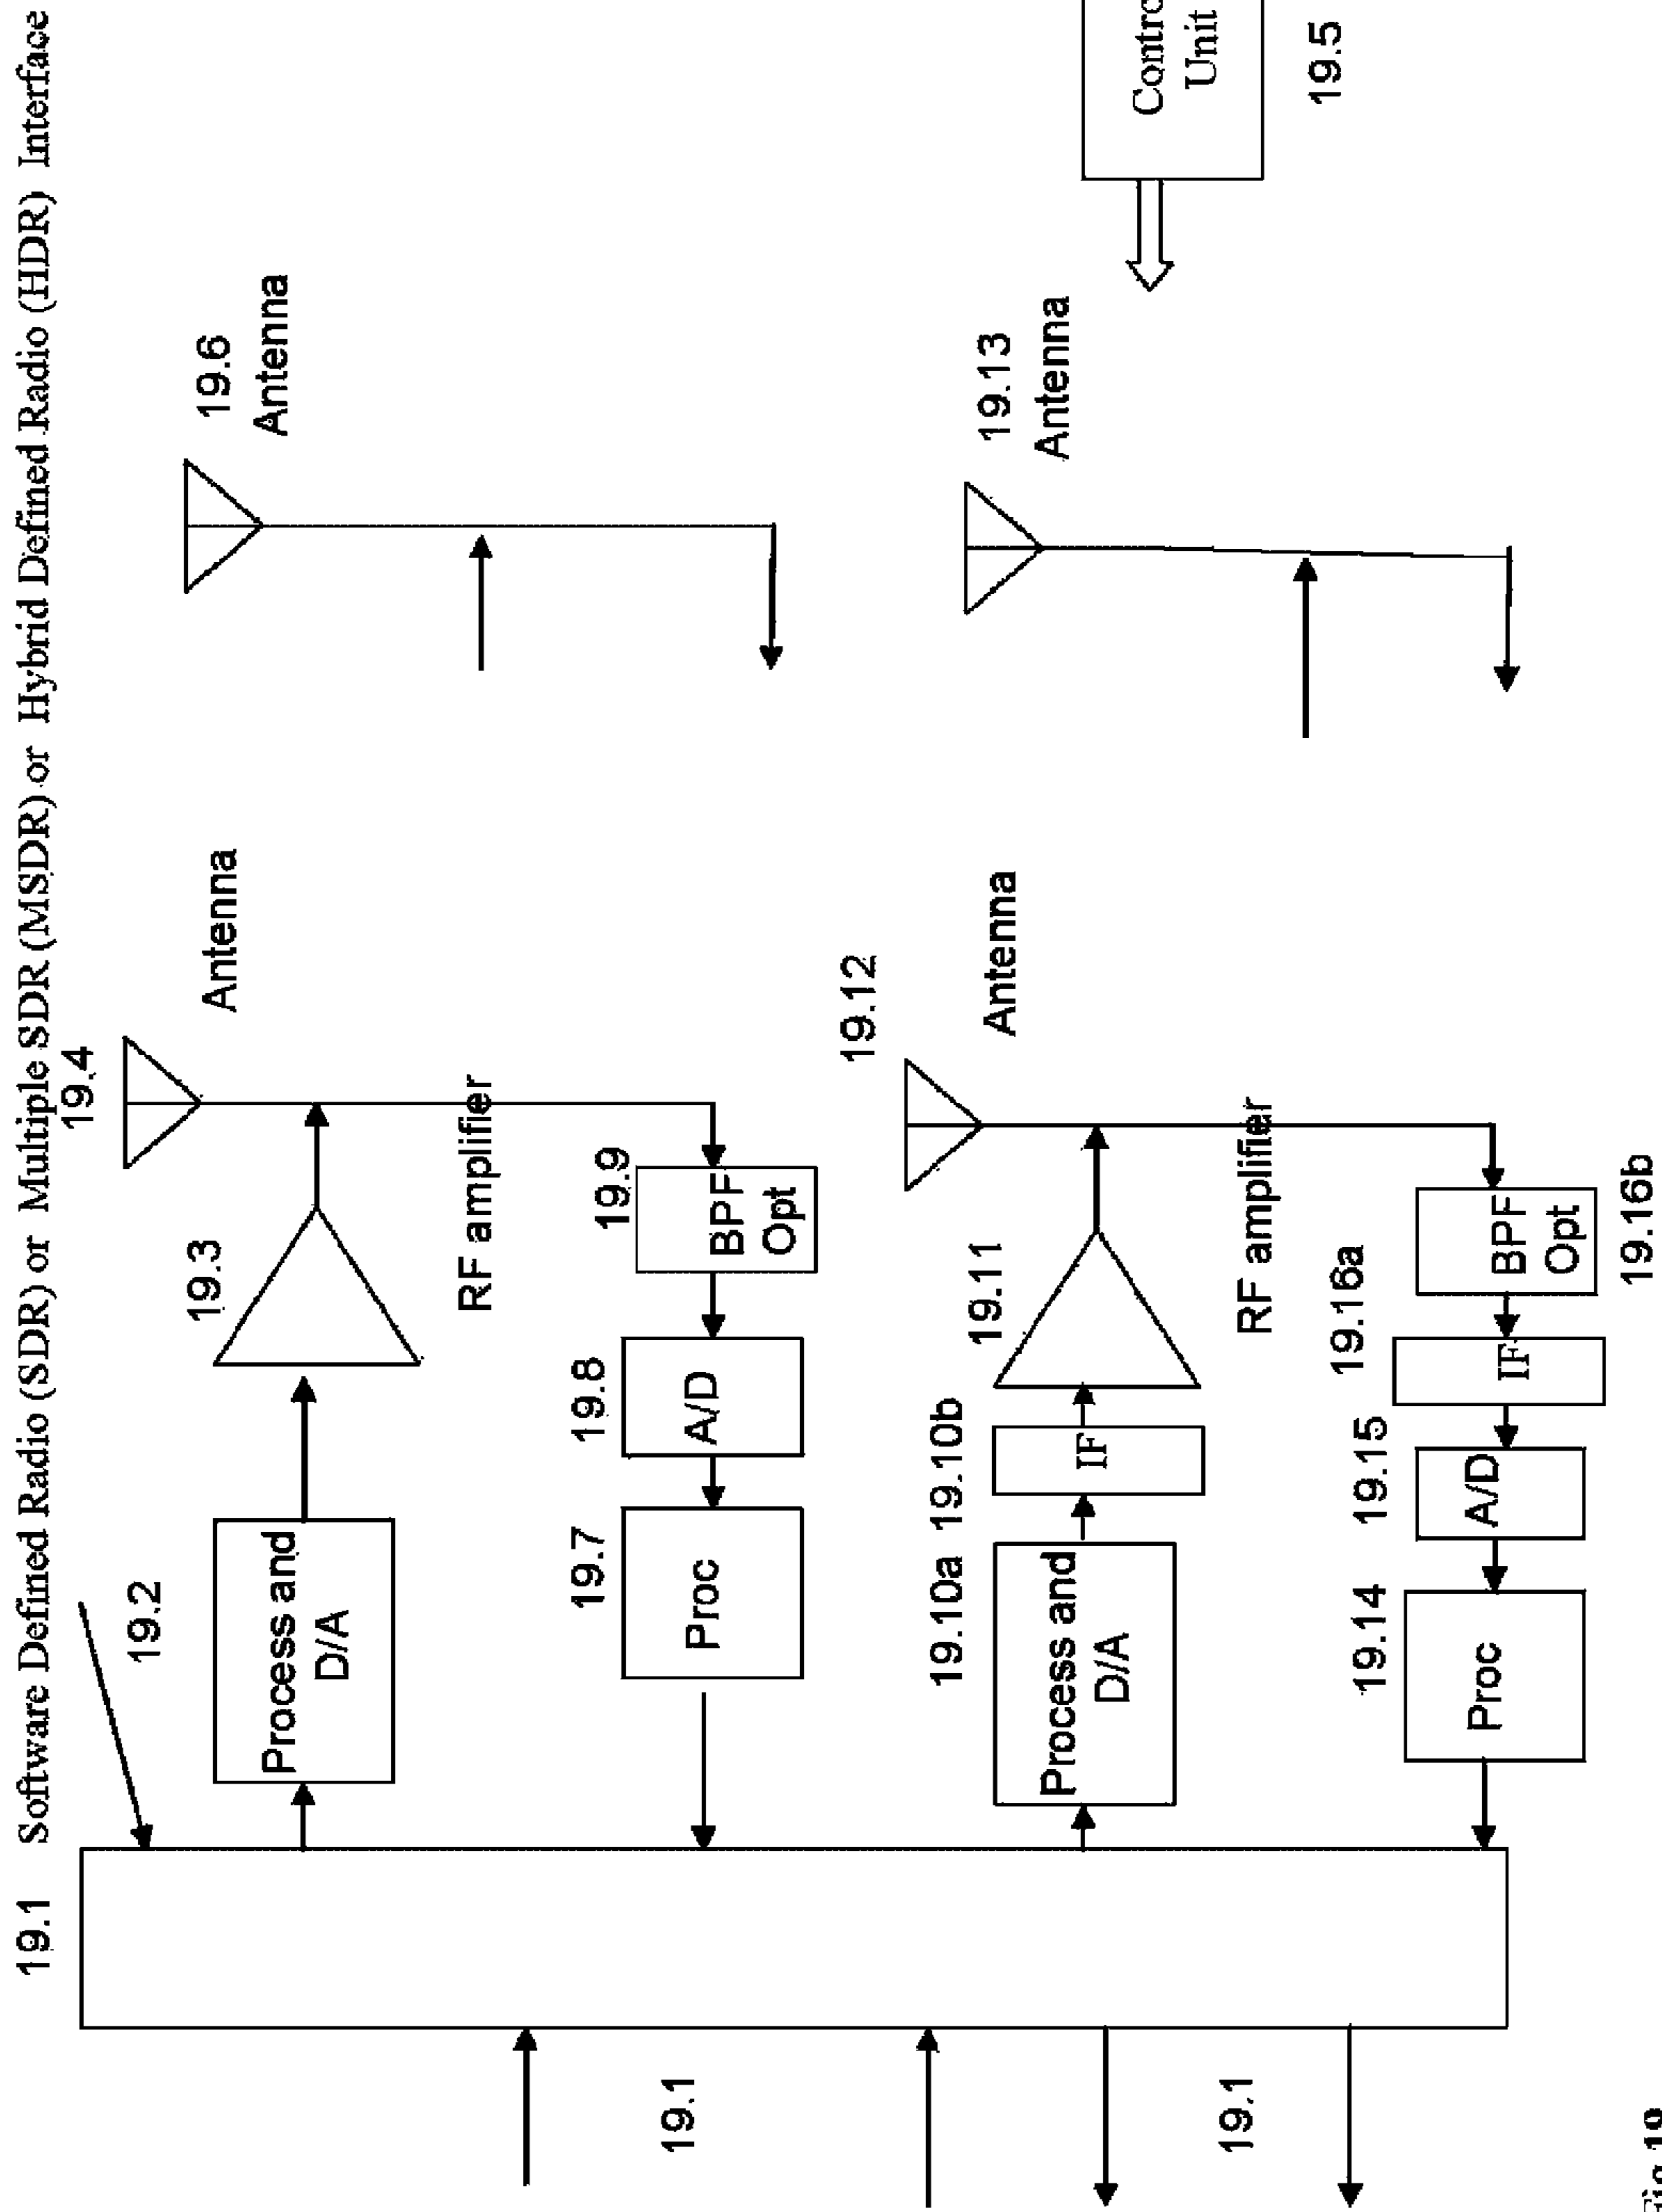 19.1 Software Defined Radio (SDR) or Multiple SDR (MSDR) or Hybrid Defined Radio (HDR) Interface
19.4
19.2
19.3
Antenna
19.6
Antenna
Process and
D/A
RF amplifier
19.7
19.8
19.9
Proc
A/D
BPF
Opt
19.1
19.12
19.10a
19.10b
19.11
Antenna
19.13
Antenna
Process and
D/A
IF
RF amplifier
Unit
19.5
19.1
19.14
19.15
19.16a
Proc
A/D
IF
BPF
Opt
19.16b
Fig 19